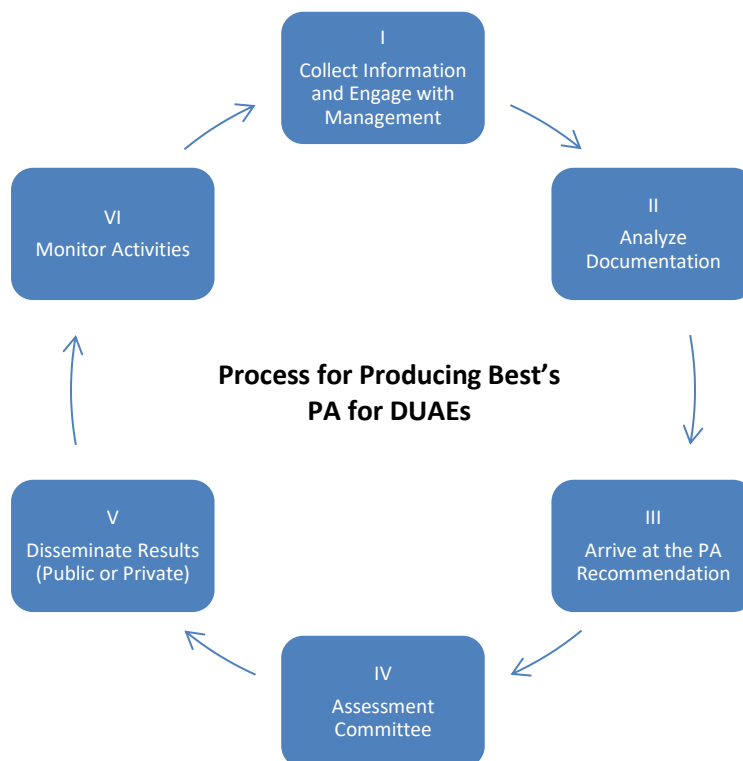 I
Collect Information
and Engage with
Management
II
Analyze
Documentation
III
Arrive at the PA
Recommendation
IV
Assessment
Committee
V
Disseminate Results
(Public or Private)
VI
Monitor Activities
Process for Producing Best's
PA for DUAEs